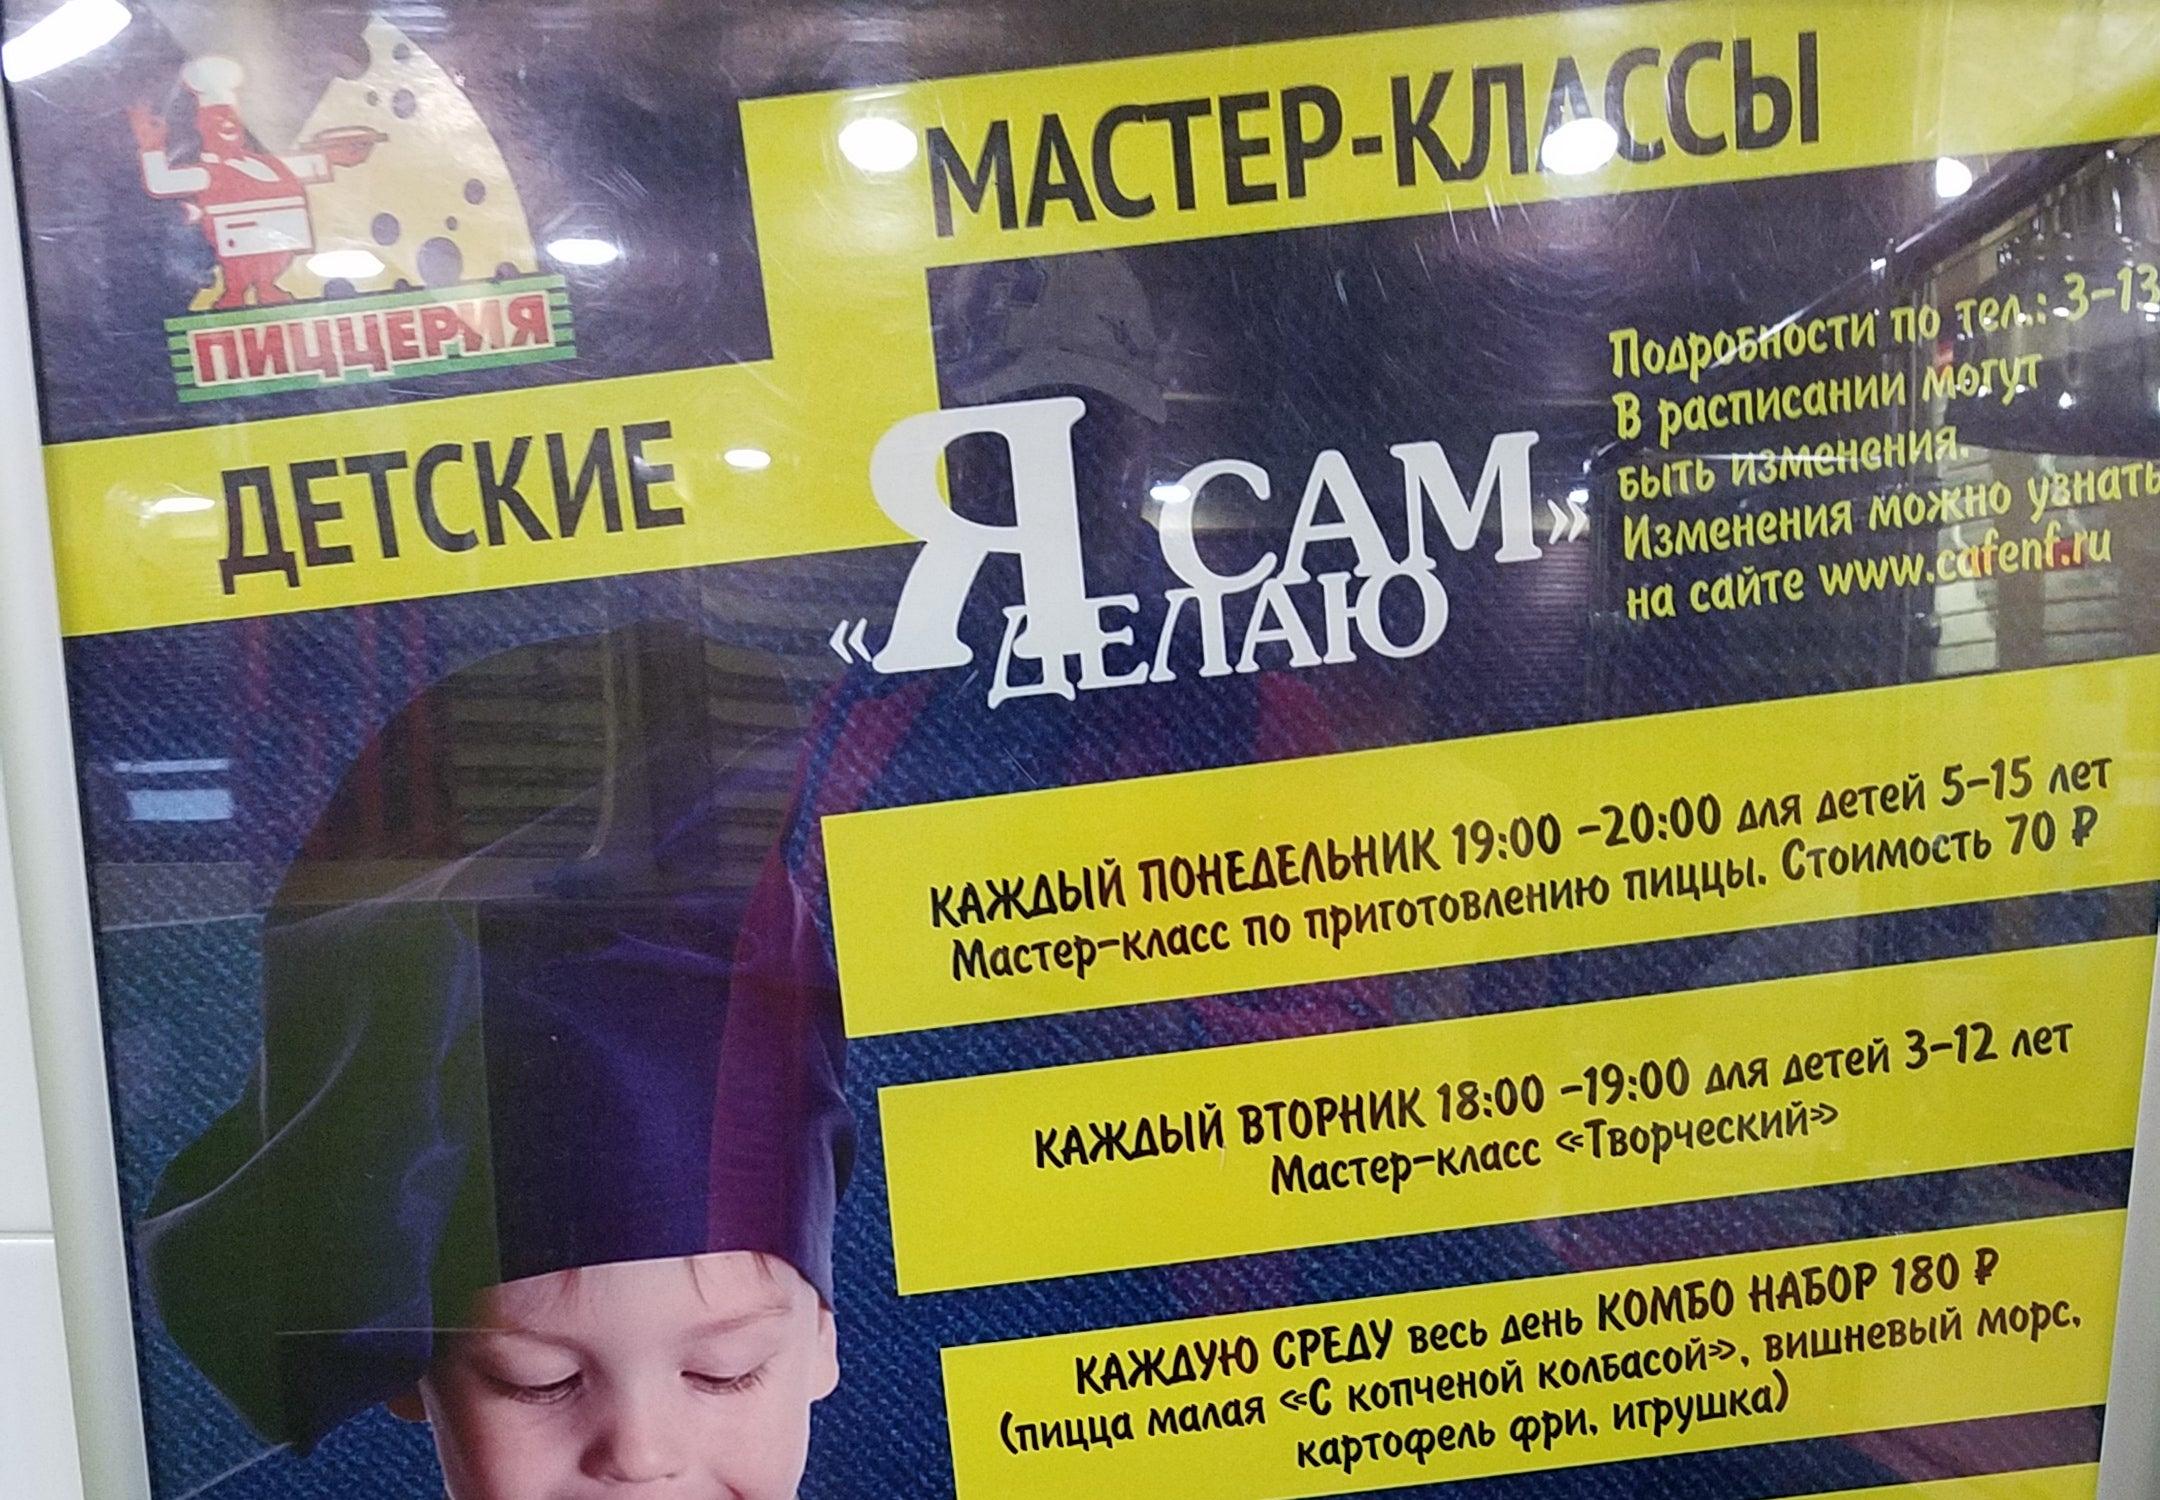 ПИЦЦЕРИЯ
МАСТЕР-КЛАССЫ
ДЕТСКИЕ
«Я САМ»
ДЕЛАЮ
Подробности по тел.: 3-13
В расписании могут
быть изменения.
Изменения можно узнать
на сайте www.cafenf.ru
КАЖДЫЙ ПОНЕДЕЛЬНИК 19:00 -20:00 для детей 5-15 лет
Мастер-класс по приготовлению пиццы. Стоимость 70 ₽
КАЖДЫЙ ВТОРНИК 18:00 -19:00 для детей 3-12 лет
Мастер-класс «Творческий»
КАЖДУЮ СРЕДУ весь день КОМБО НАБОР 180 ₽
(пицца малая «С копченой колбасой», вишневый морс,
картофель фри, игрушка)